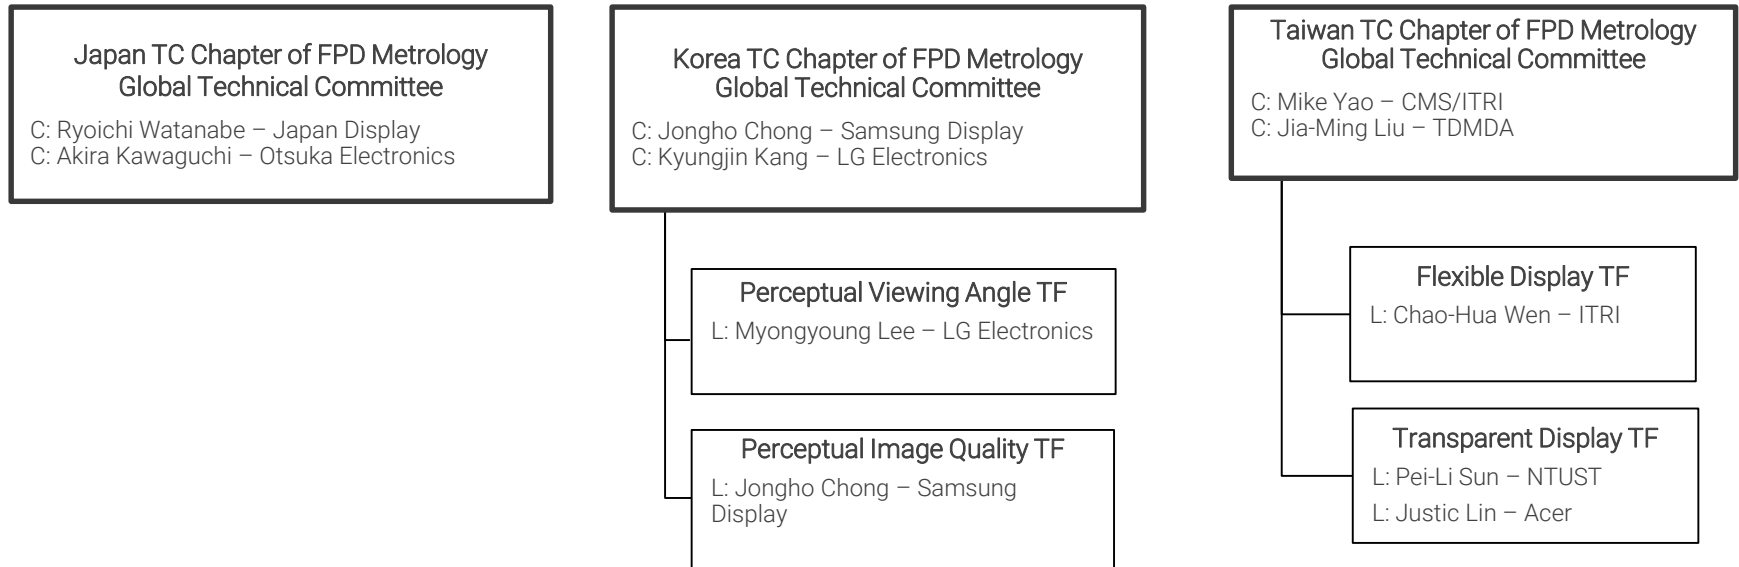 Japan TC Chapter of FPD Metrology
Global Technical Committee
C: Ryoichi Watanabe – Japan Display
C: Akira Kawaguchi – Otsuka Electronics
Korea TC Chapter of FPD Metrology
Global Technical Committee
C: Jongho Chong – Samsung Display
C: Kyungjin Kang – LG Electronics
Perceptual Viewing Angle TF
L: Myongyoung Lee – LG Electronics
Perceptual Image Quality TF
L: Jongho Chong – Samsung
Display
Taiwan TC Chapter of FPD Metrology
Global Technical Committee
C: Mike Yao – CMS/ITRI
C: Jia-Ming Liu – TDMDA
Flexible Display TF
L: Chao-Hua Wen – ITRI
Transparent Display TF
L: Pei-Li Sun – NTUST
L: Justic Lin – Acer